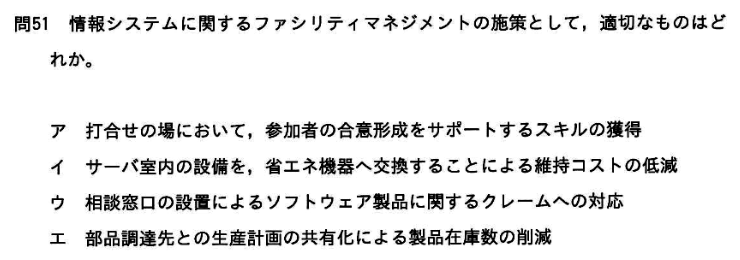 問51　情報システムに関するファシリティマネジメントの施策として，適切なものはど
れか。
ア　打合せの場において，参加者の合意形成をサポートするスキルの獲得
イ　サーバ室内の設備を，省エネ機器へ交換することによる維持コストの低減
ウ　相談窓口の設置によるソフトウェア製品に関するクレームへの対応
エ　部品調達先との生産計画の共有化による製品在庫数の削減